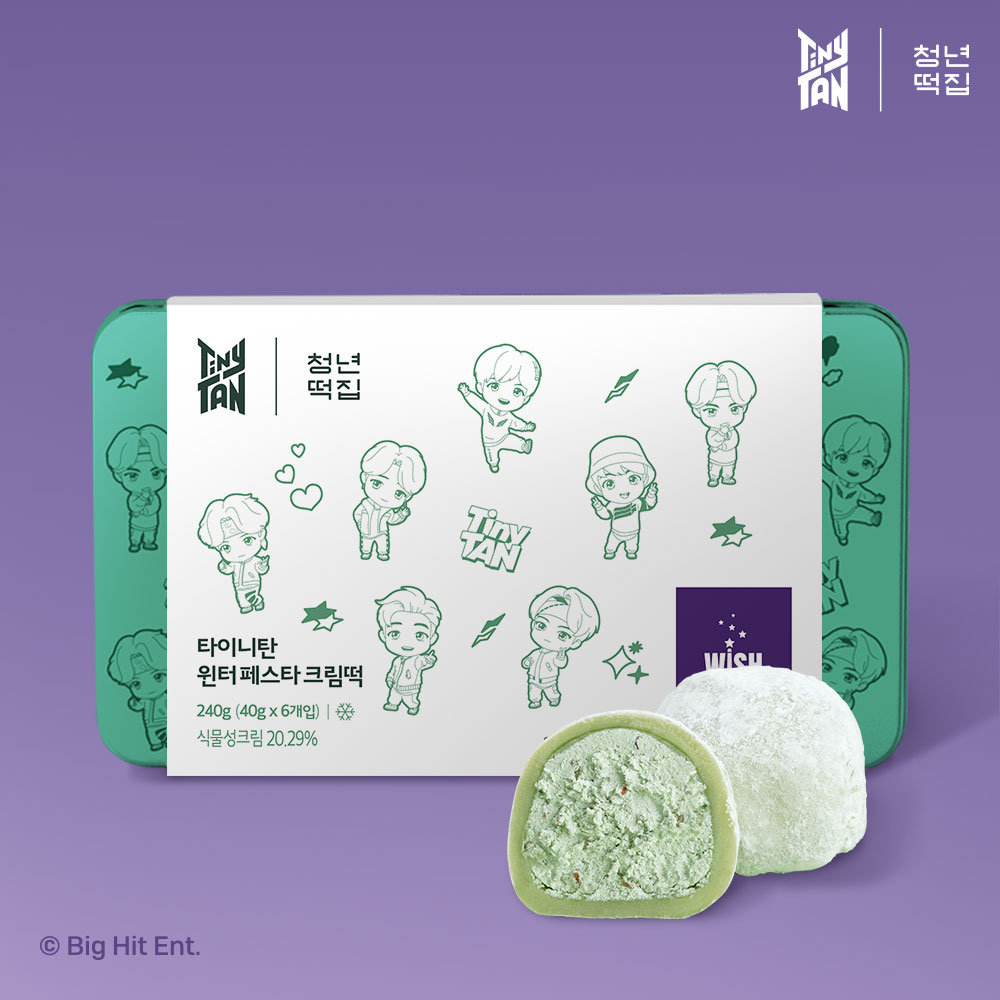 TinyTAN
청년
떡집
TinyTAN
청년
떡집
Tiny
TAN
타이니탄
윈터 페스타 크림떡
240g (40g x 6개입)
식물성크림 20.29%
WISH
© Big Hit Ent.